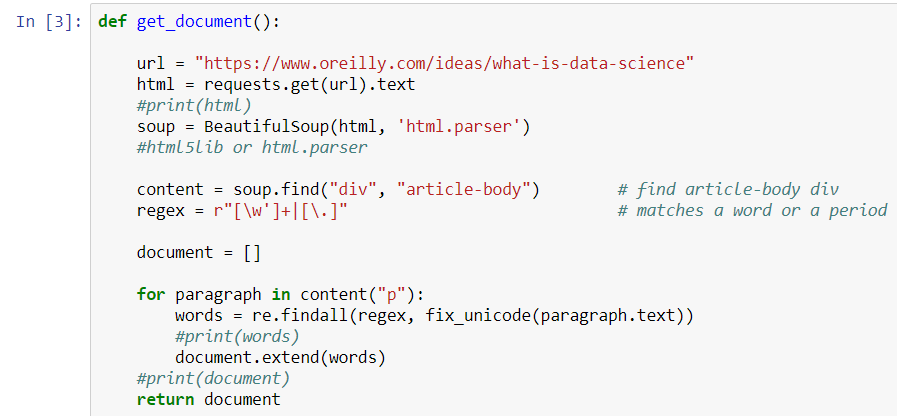 In [3]: def get_document():
url = "https://www.oreilly.com/ideas/what-is-data-science"
html = requests.get(url).text
#print(html)
soup = BeautifulSoup(html, 'html.parser')
#html5lib or html.parser
content = soup.find("div", "article-body") # find article-body div
regex = r"[\w']+|[\.]" # matches a word or a period
document = []
for paragraph in content("p"):
words = re.findall(regex, fix_unicode(paragraph.text))
#print(words)
document.extend(words)
#print(document)
return document